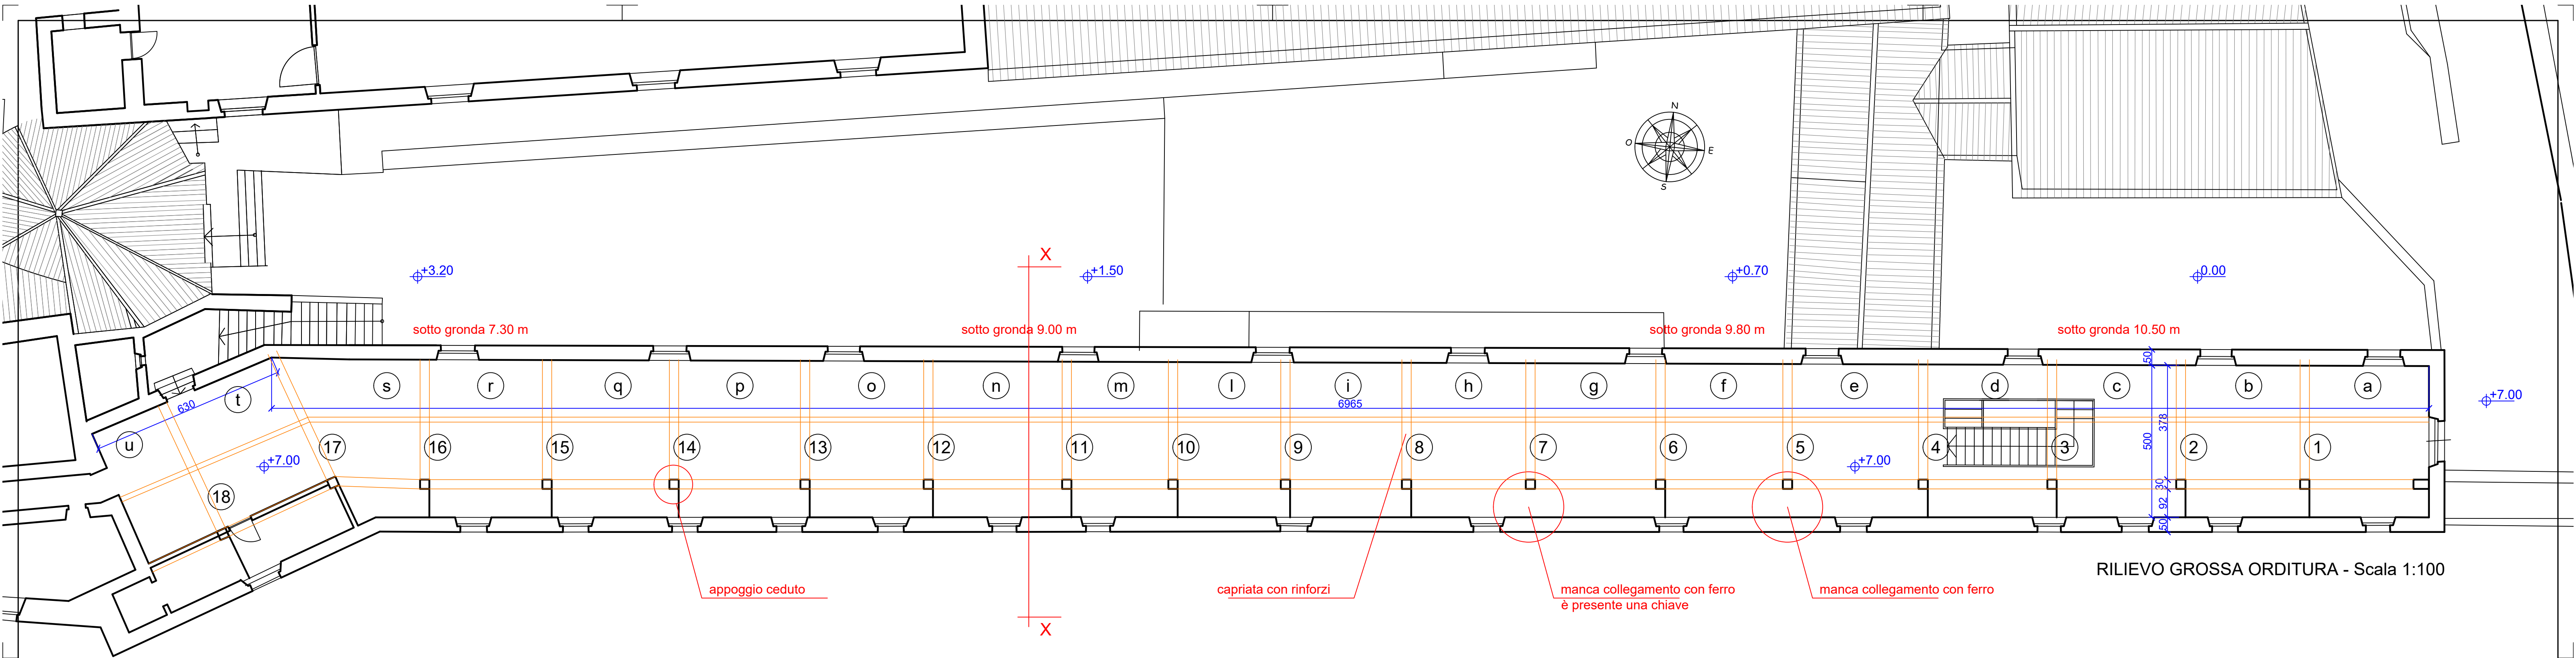 N
O
E
S
X
+3.20
+1.50
+0.70
0.00
sotto gronda 7.30 m
sotto gronda 9.00 m
sotto gronda 9.80 m
sotto gronda 10.50 m
50
t
s
r
q
p
o
n
m
l
i
h
g
f
e
d
c
b
a
+7.00
630
6965
378
u
17
16
15
14
13
12
11
10
9
8
7
6
5
4
3
2
1
500
+7.00
+7.00
18
30
92
50
RILIEVO GROSSA ORDITURA - Scala 1:100
appoggio ceduto
capriata con rinforzi
manca collegamento con ferro
è presente una chiave
manca collegamento con ferro
X